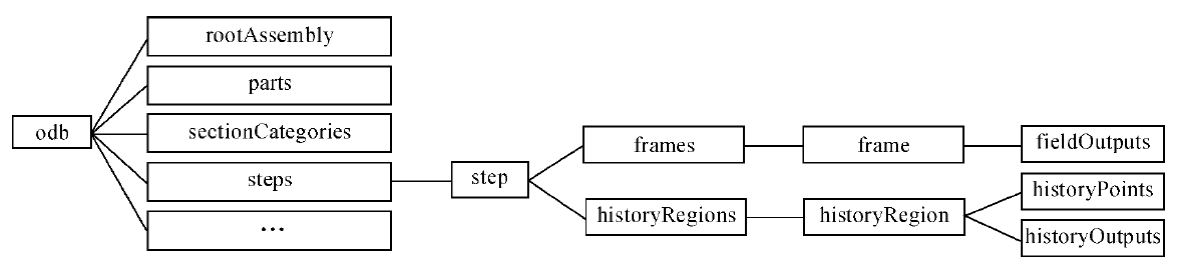 odb
rootAssembly
parts
sectionCategories
steps
...
step
frames
historyRegions
frame
historyRegion
fieldOutputs
historyPoints
historyOutputs